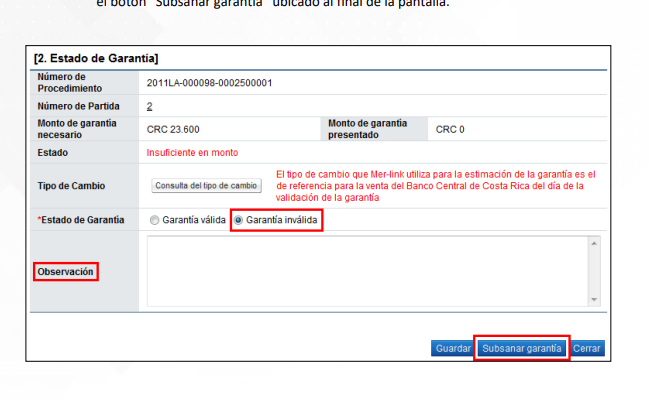 el botón "Subsanar garantía" ubicado al final de la pantalla.
[2. Estado de Garantía]
Número de
Procedimiento
2011LA-000098-0002500001
Número de Partida
2
Monto de garantía
necesario
CRC 23.600
Monto de garantía
presentado
CRC 0
Estado
Insuficiente en monto
Tipo de Cambio
Consulta del tipo de cambio
El tipo de cambio que Mer-link utiliza para la estimación de la garantía es el
de referencia para la venta del Banco Central de Costa Rica del día de la
validación de la garantía
*Estado de Garantía
Garantía válida
Garantía inválida
Observación
Guardar
Subsanar garantía
Cerrar